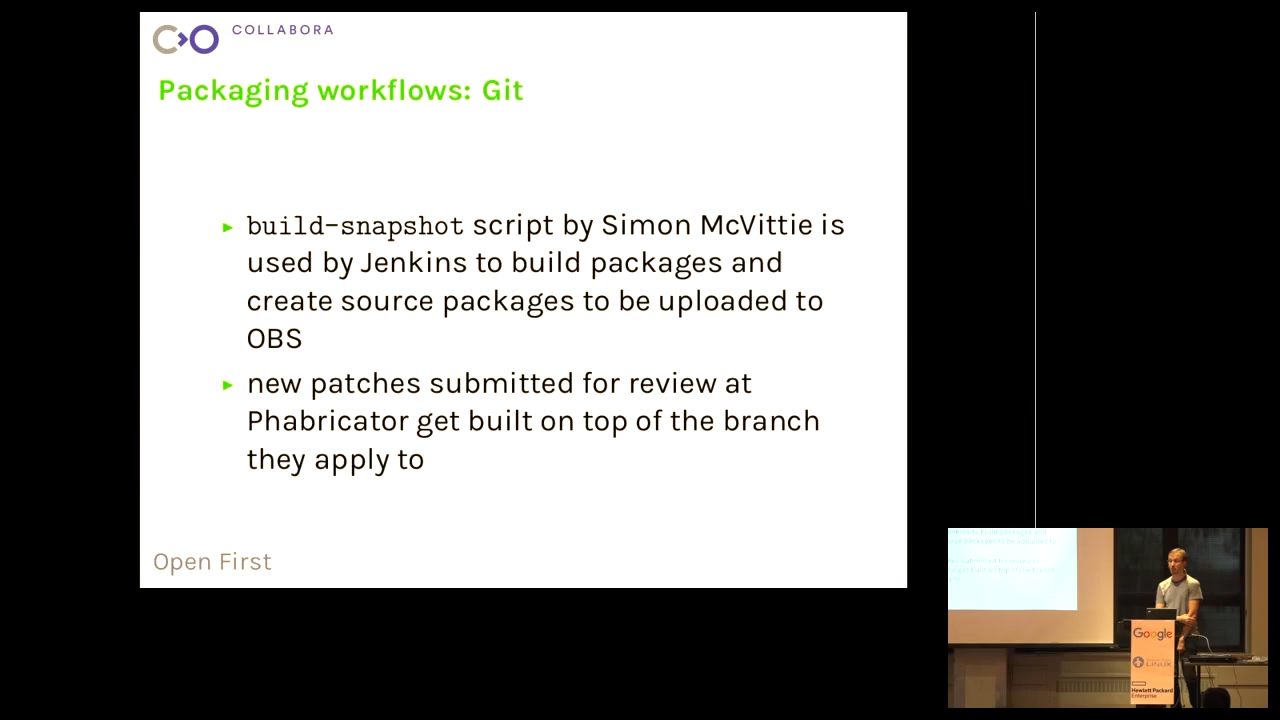 COLLABORA
Packaging workflows: Git
▸ build-snapshot script by Simon McVittie is
used by Jenkins to build packages and
create source packages to be uploaded to
OBS
▸ new patches submitted for review at
Phabricator get built on top of the branch
they apply to
Open First
Google
LINUX
Hewlett Packard
Enterprise